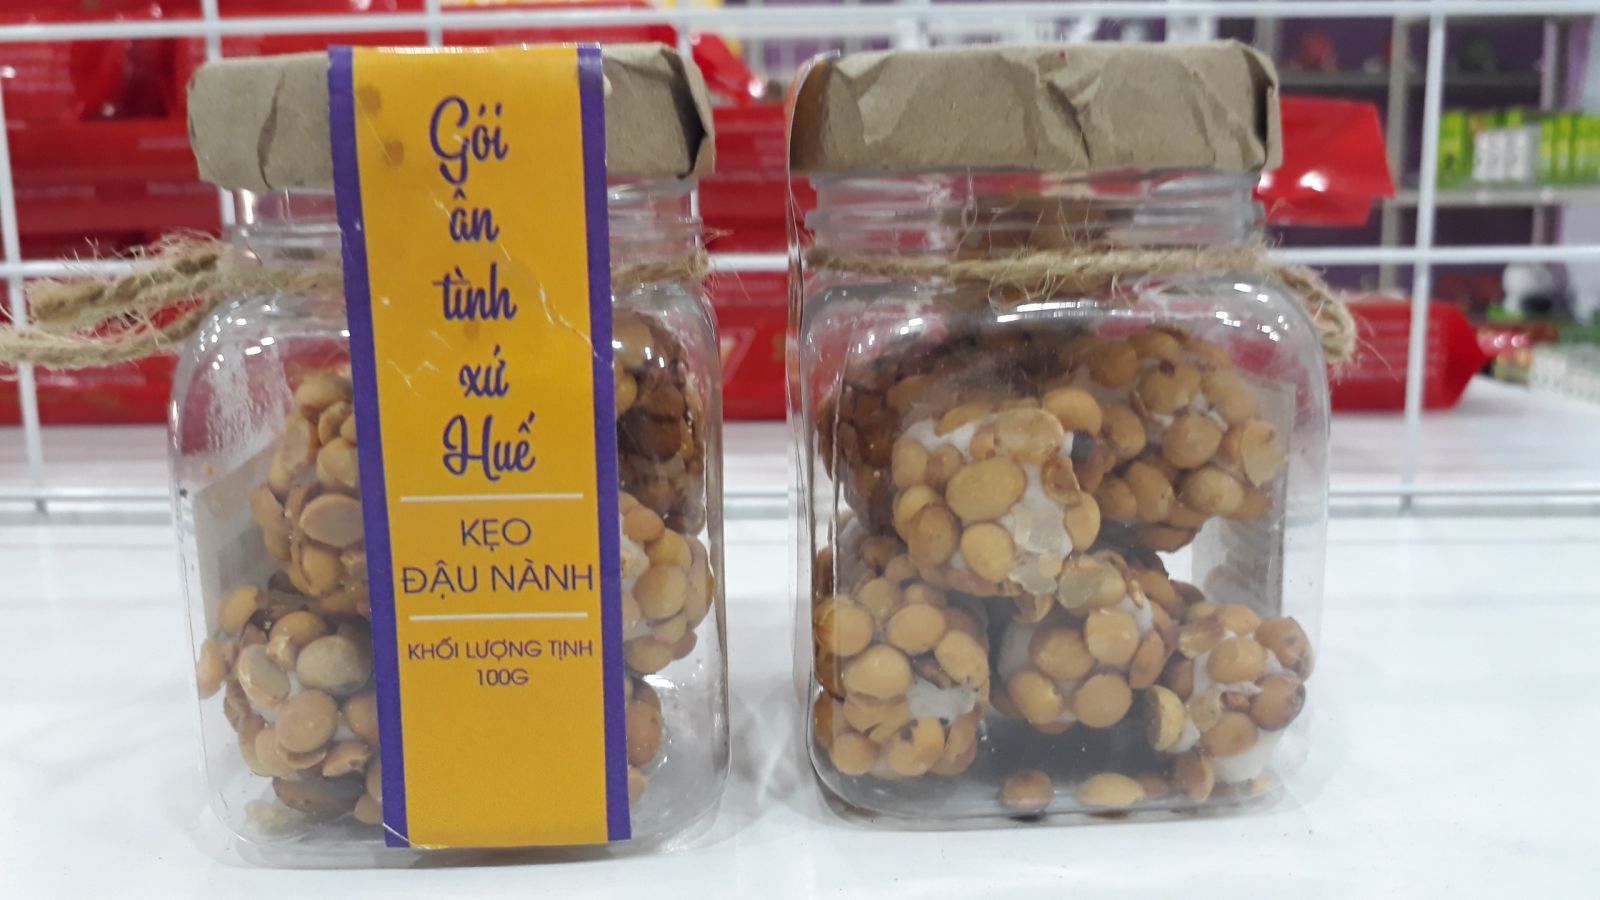 Gói
ân
tình
xứ
Huế
KẸO
ĐẬU NÀNH
KHỐI LƯỢNG TỊNH
100G